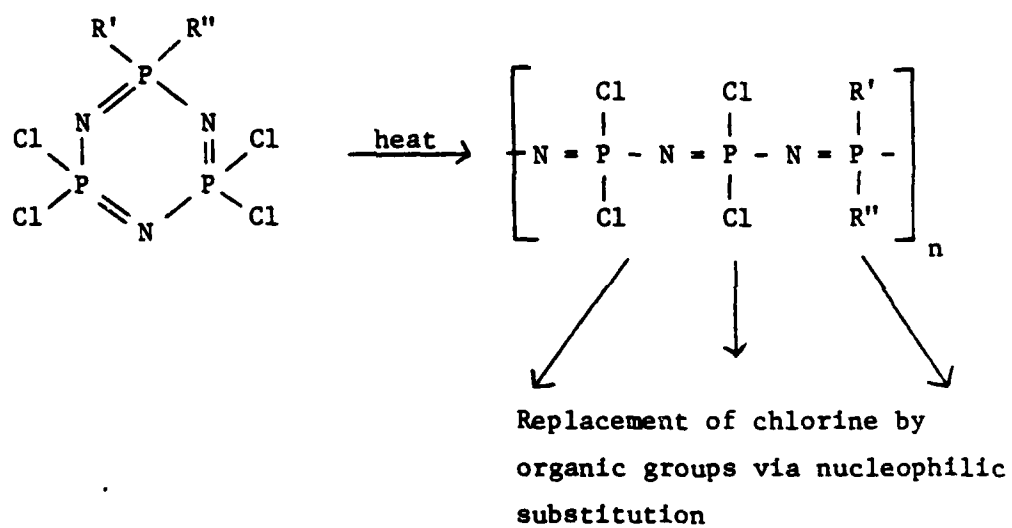 R' R"
P
N N
Cl Cl
P P
Cl N Cl
heat
Cl Cl R'
N = P - N = P - N = P -
Cl Cl R"
n
Replacement of chlorine by
organic groups via nucleophilic
substitution